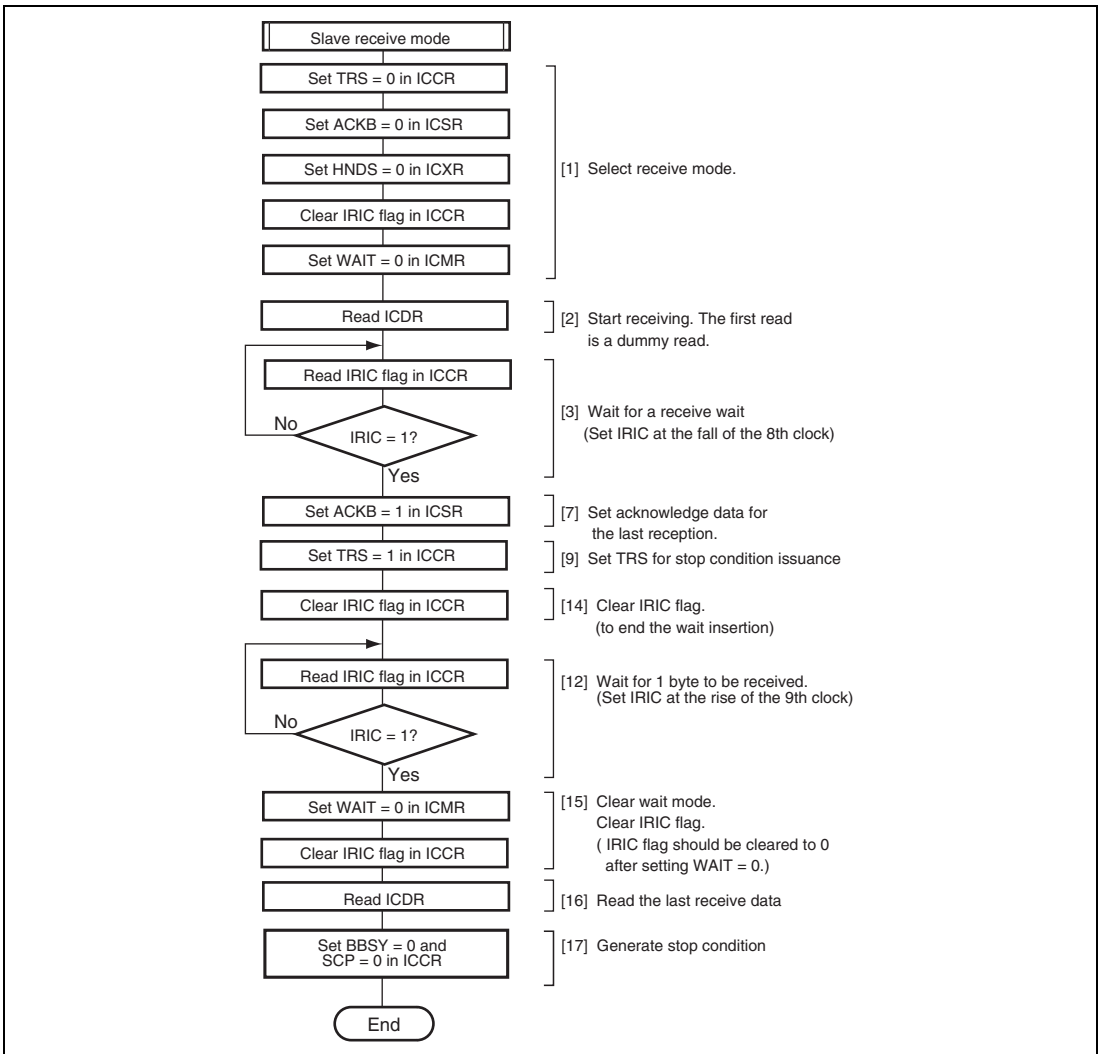 Slave receive mode
Set TRS = 0 in ICCR
Set ACKB = 0 in ICSR
Set HNDS = 0 in ICXR
[1] Select receive mode.
Clear IRIC flag in ICCR
Set WAIT = 0 in ICMR
Read ICDR
[2] Start receiving. The first read
is a dummy read.
Read IRIC flag in ICCR
[3] Wait for a receive wait
(Set IRIC at the fall of the 8th clock)
No
IRIC = 1?
Yes
Set ACKB = 1 in ICSR
[7] Set acknowledge data for
the last reception.
Set TRS = 1 in ICCR
[9] Set TRS for stop condition issuance
Clear IRIC flag in ICCR
[14] Clear IRIC flag.
(to end the wait insertion)
Read IRIC flag in ICCR
[12] Wait for 1 byte to be received.
(Set IRIC at the rise of the 9th clock)
No
IRIC = 1?
Yes
Set WAIT = 0 in ICMR
[15] Clear wait mode.
Clear IRIC flag.
( IRIC flag should be cleared to 0
after setting WAIT = 0.)
Clear IRIC flag in ICCR
Read ICDR
[16] Read the last receive data
Set BBSY = 0 and
SCP = 0 in ICCR
[17] Generate stop condition
End